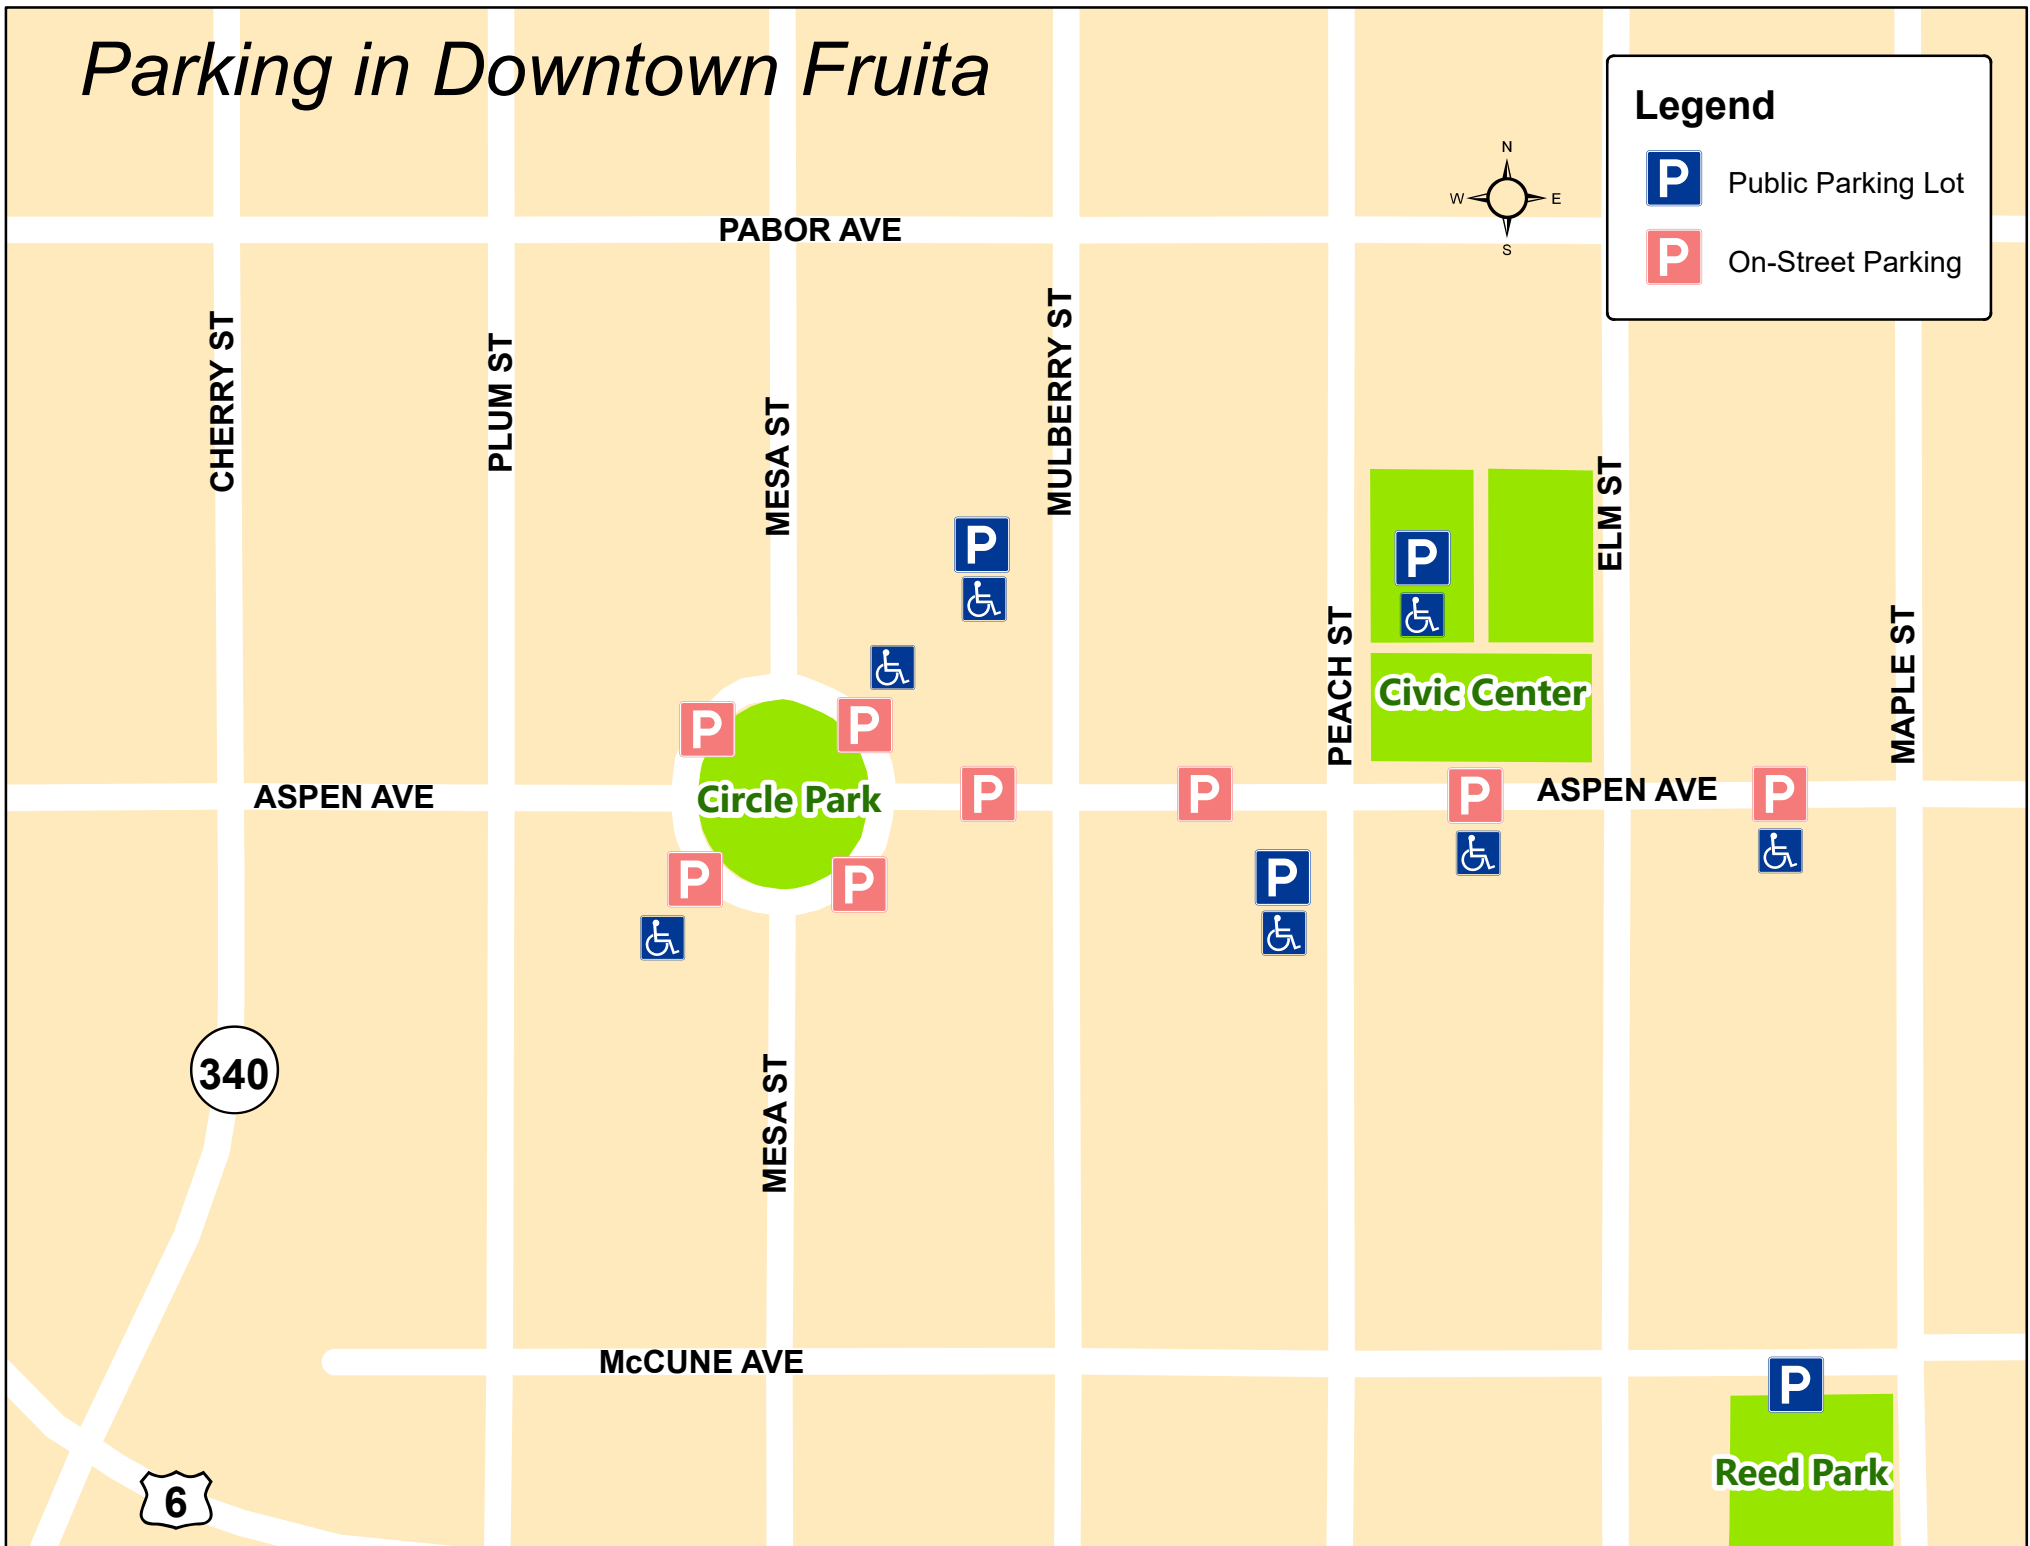 Parking in Downtown Fruita
Legend
P Public Parking Lot
P On-Street Parking
N
W E
S
PABOR AVE
CHERRY ST
PLUM ST
MESA ST
MULBERRY ST
PEACH ST
ELM ST
MAPLE ST
P
P
Civic Center
P
P
Circle Park
ASPEN AVE
P
P
P
ASPEN AVE
P
P
P
P
340
MESA ST
McCUNE AVE
P
Reed Park
6